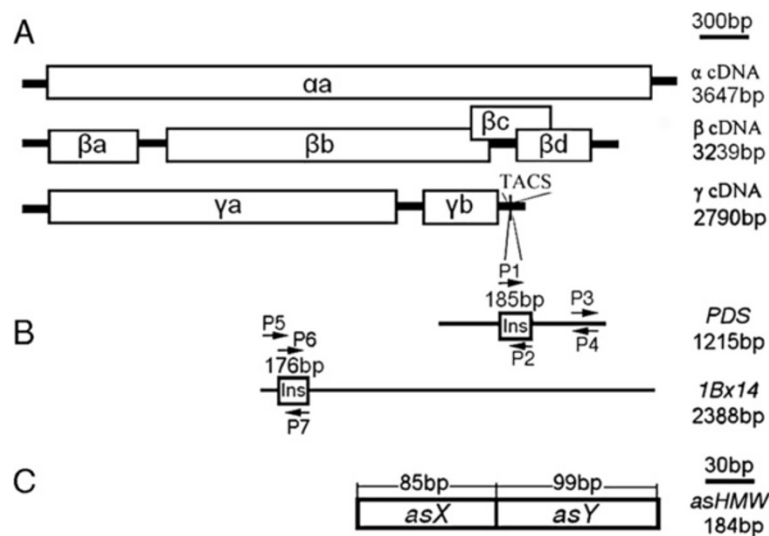 A
300bp
αa
α cDNA
3647bp
βa
βb
βc
βd
β cDNA
3239bp
TACS
γa
γb
γ cDNA
2790bp
P1
185bp
B
P5
P6
Ins
P3
P2
P4
PDS
1215bp
176bp
Ins
P7
1Bx14
2388bp
C
30bp
85bp
99bp
asX
asY
asHMW
184bp